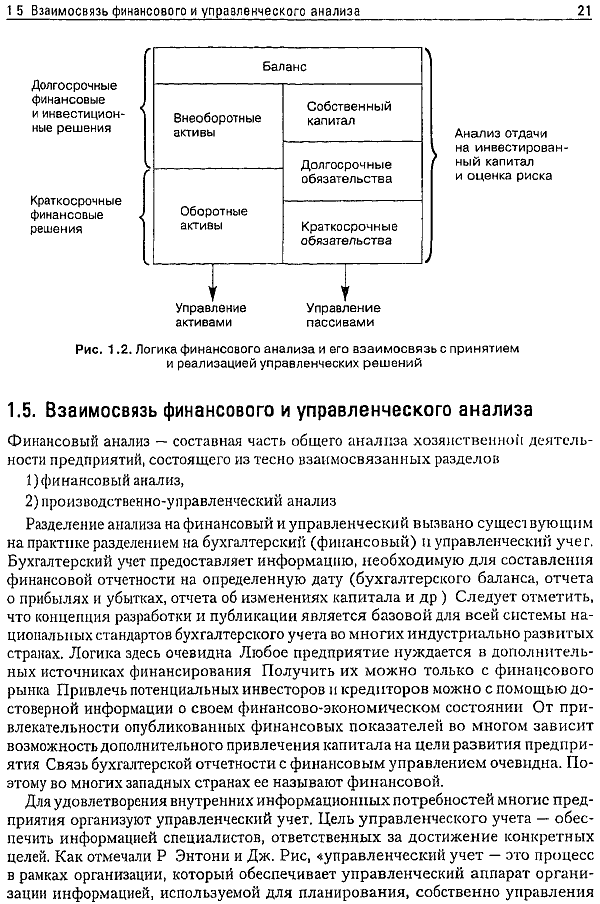 1 5 Взаимосвязь финансового и управленческого анализа 21
Баланс
Долгосрочные
финансовые
и инвестицион-
ные решения
Внеоборотные
активы
Собственный
капитал
Долгосрочные
обязательства
Анализ отдачи
на инвестирован-
ный капитал
и оценка риска
Краткосрочные
финансовые
решения
Оборотные
активы
Краткосрочные
обязательства
Управление
активами
Управление
пассивами
Рис. 1.2. Логика финансового анализа и его взаимосвязь с принятием
и реализацией управленческих решений
1.5. Взаимосвязь финансового и управленческого анализа
Финансовый анализ — составная часть общего анализа хозяйственной деятель-
ности предприятий, состоящего из тесно взаимосвязанных разделов
1) финансовый анализ,
2) производственно-управленческий анализ
Разделение анализа на финансовый и управленческий вызвано существующим
на практике разделением на бухгалтерский (финансовый) и управленческий учет.
Бухгалтерский учет предоставляет информацию, необходимую для составления
финансовой отчетности на определенную дату (бухгалтерского баланса, отчета
о прибылях и убытках, отчета об изменениях капитала и др ) Следует отметить,
что концепция разработки и публикации является базовой для всей системы на-
циональных стандартов бухгалтерского учета во многих индустриально развитых
странах. Логика здесь очевидна Любое предприятие нуждается в дополнитель-
ных источниках финансирования Получить их можно только с финансового
рынка Привлечь потенциальных инвесторов и кредиторов можно с помощью до-
стоверной информации о своем финансово-экономическом состоянии От при-
влекательности опубликованных финансовых показателей во многом зависит
возможность дополнительного привлечения капитала на цели развития предпри-
ятия Связь бухгалтерской отчетности с финансовым управлением очевидна. По-
этому во многих западных странах ее называют финансовой.
Для удовлетворения внутренних информационных потребностей многие пред-
приятия организуют управленческий учет. Цель управленческого учета — обес-
печить информацией специалистов, ответственных за достижение конкретных
целей. Как отмечали Р Энтони и Дж. Рис, «управленческий учет — это процесс
в рамках организации, который обеспечивает управленческий аппарат органи-
зации информацией, используемой для планирования, собственно управления